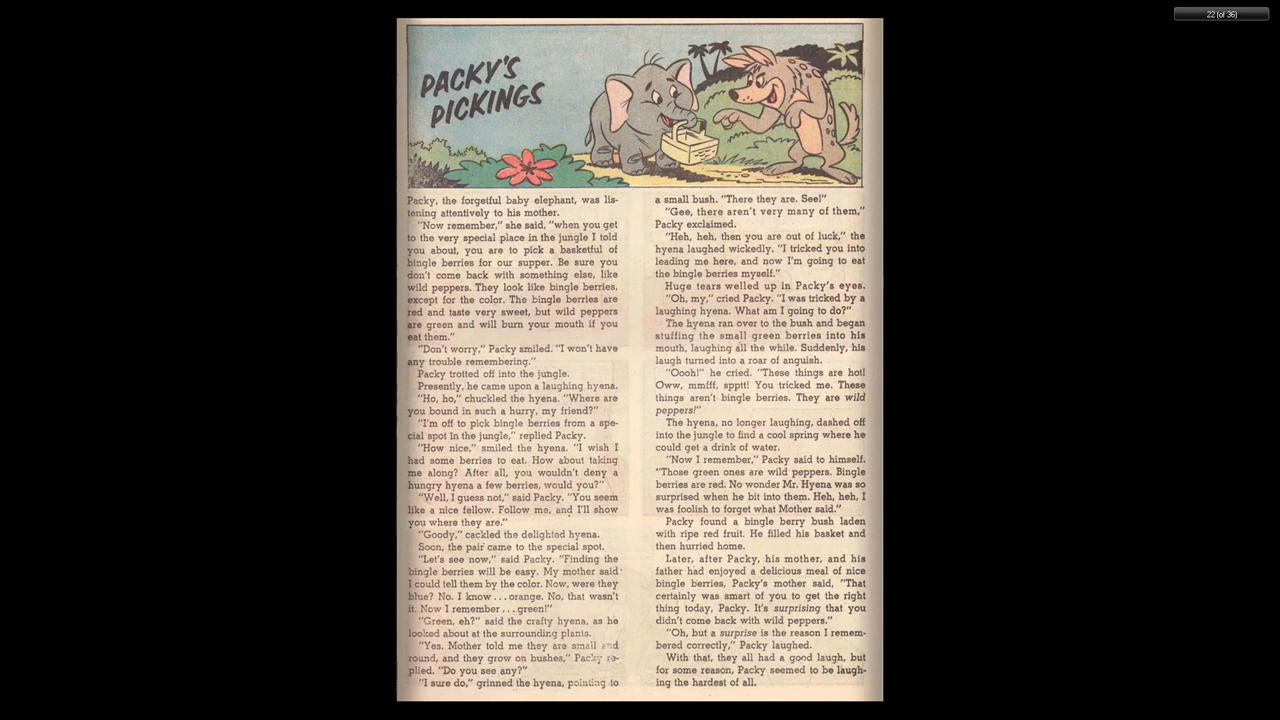 22 (of 36)
PACKY'S
PICKINGS
Packy, the forgetful baby elephant, was lis-
tening attentively to his mother.
"Now remember," she said, "when you get
to the very special place in the jungle I told
you about, you are to pick a basketful of
bingle berries for our supper. Be sure you
don't come back with something else, like
wild peppers. They look like bingle berries,
except for the color. The bingle berries are
red and taste very sweet, but wild peppers
are green and will burn your mouth if you
eat them."
"Don't worry," Packy smiled. "I won't have
any trouble remembering."
Packy trotted off into the jungle.
Presently, he came upon a laughing hyena.
"Ho, ho," chuckled the hyena. "Where are
you bound in such a hurry, my friend?"
"I'm off to pick bingle berries from a spe-
cial spot in the jungle," replied Packy.
"How nice," smiled the hyena. "I wish I
had some berries to eat. How about taking
me along? After all, you wouldn't deny a
hungry hyena a few berries, would you?"
"Well, I guess not," said Packy. "You seem
like a nice fellow. Follow me, and I'll show
you where they are."
"Goody," cackled the delighted hyena.
Soon, the pair came to the special spot.
"Let's see now," said Packy. "Finding the
bingle berries will be easy. My mother said
I could tell them by the color. Now, were they
blue? No. I know . . . orange. No, that wasn't
it. Now I remember . . . green!"
"Green, eh?" said the crafty hyena, as he
looked about at the surrounding plants.
"Yes. Mother told me they are small and
round, and they grow on bushes," Packy re-
plied. "Do you see any?"
"I sure do," grinned the hyena, pointing to
a small bush. "There they are. See!"
"Gee, there aren't very many of them,"
Packy exclaimed.
"Heh, heh, then you are out of luck," the
hyena laughed wickedly. "I tricked you into
leading me here, and now I'm going to eat
the bingle berries myself."
Huge tears welled up in Packy's eyes.
"Oh, my," cried Packy. "I was tricked by a
laughing hyena. What am I going to do?"
The hyena ran over to the bush and began
stuffing the small green berries into his
mouth, laughing all the while. Suddenly, his
laugh turned into a roar of anguish.
"Oooh!" he cried. "These things are hot!
Oww, mmfff, spptt! You tricked me. These
things aren't bingle berries. They are wild
peppers!"
The hyena, no longer laughing, dashed off
into the jungle to find a cool spring where he
could get a drink of water.
"Now I remember," Packy said to himself.
"Those green ones are wild peppers. Bingle
berries are red. No wonder Mr. Hyena was so
surprised when he bit into them. Heh, heh, I
was foolish to forget what Mother said."
Packy found a bingle berry bush laden
with ripe red fruit. He filled his basket and
then hurried home.
Later, after Packy, his mother, and his
father had enjoyed a delicious meal of nice
bingle berries, Packy's mother said, "That
certainly was smart of you to get the right
thing today, Packy. It's surprising that you
didn't come back with wild peppers."
"Oh, but a surprise is the reason I remem-
bered correctly," Packy laughed.
With that, they all had a good laugh, but
for some reason, Packy seemed to be laugh-
ing the hardest of all.